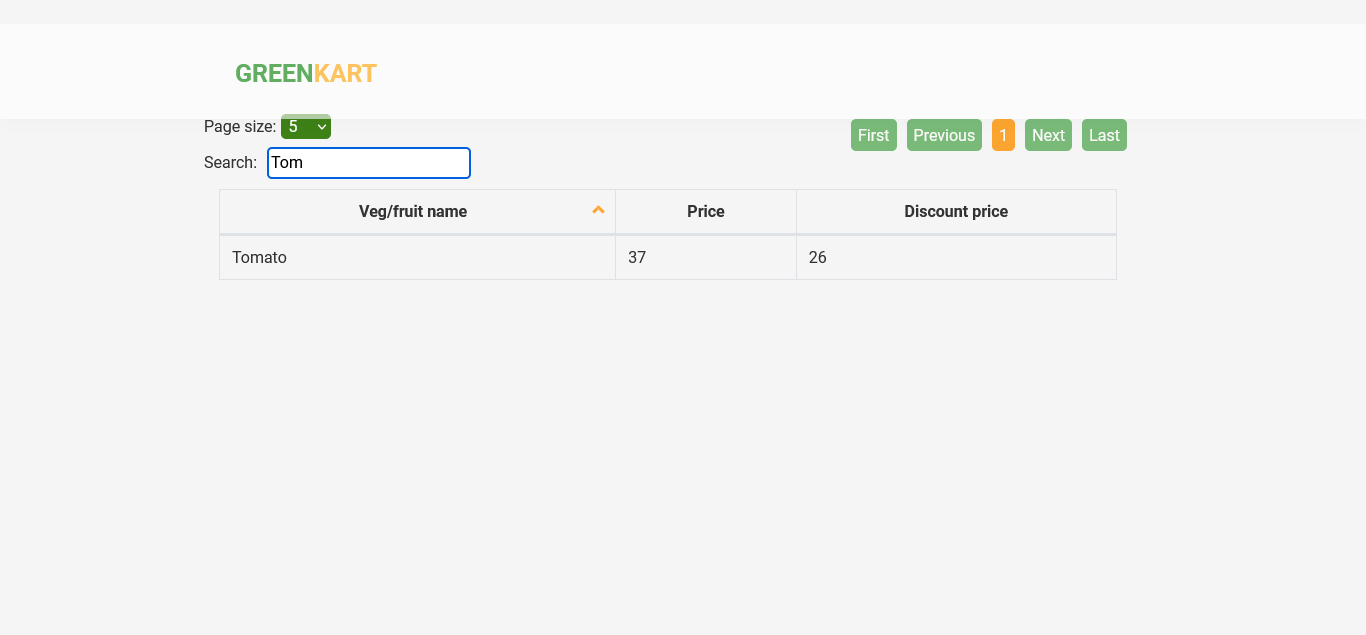 GREENKART
Page size: 5
First Previous 1 Next Last
Search: Tom
Veg/fruit name Price Discount price
Tomato 37 26